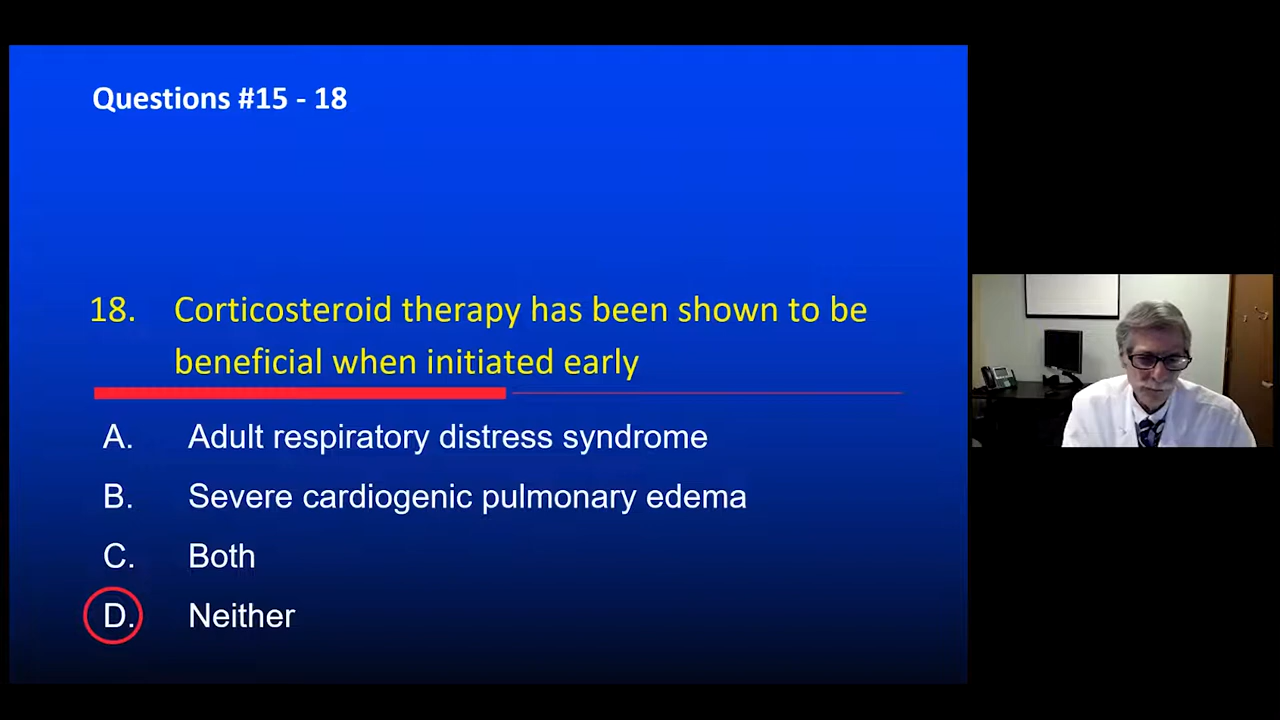 Questions #15 - 18
18. Corticosteroid therapy has been shown to be
beneficial when initiated early
A. Adult respiratory distress syndrome
B. Severe cardiogenic pulmonary edema
C. Both
D. Neither